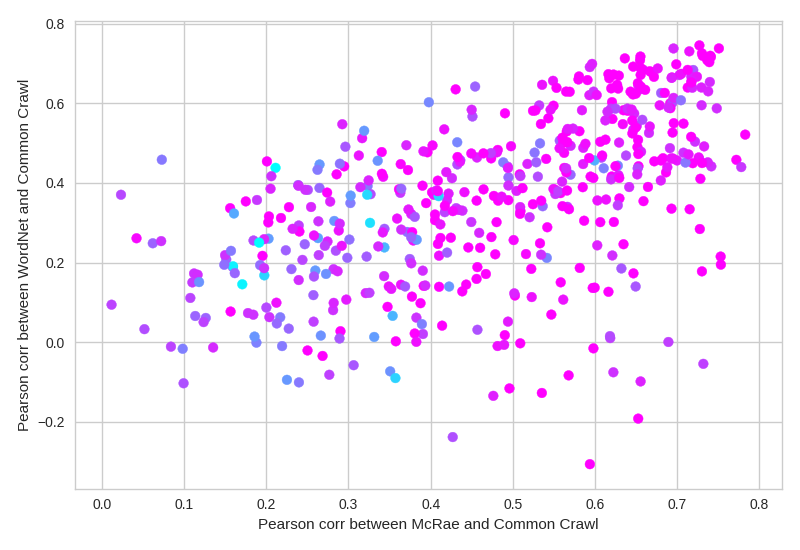 0.8
0.6
0.4
0.2
0.0
−0.2
0.0 0.1 0.2 0.3 0.4 0.5 0.6 0.7 0.8
Pearson corr between McRae and Common Crawl
Pearson corr between WordNet and Common Crawl